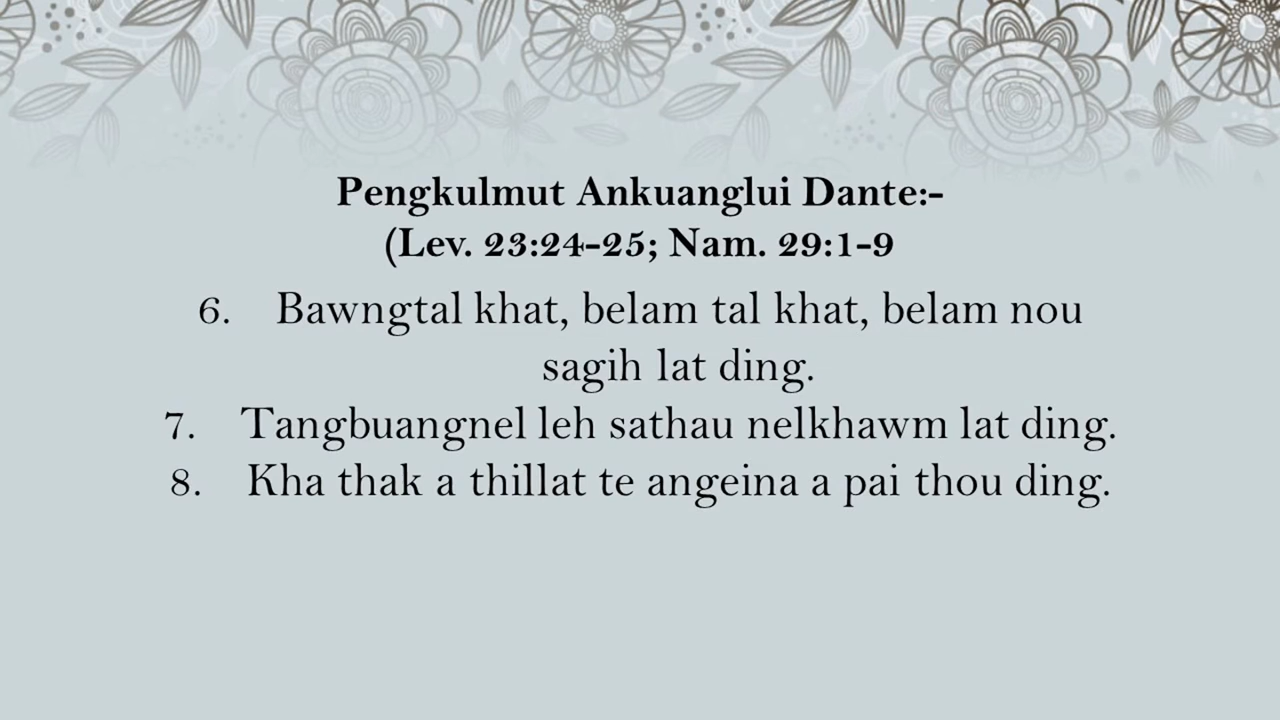 Pengkulmut Ankuanglui Dante:-
(Lev. 23:24-25; Nam. 29:1-9
6. Bawngtal khat, belam tal khat, belam nou
sagih lat ding.
7. Tangbuangnel leh sathau nelkhawm lat ding.
8. Kha thak a thillat te angeina a pai thou ding.